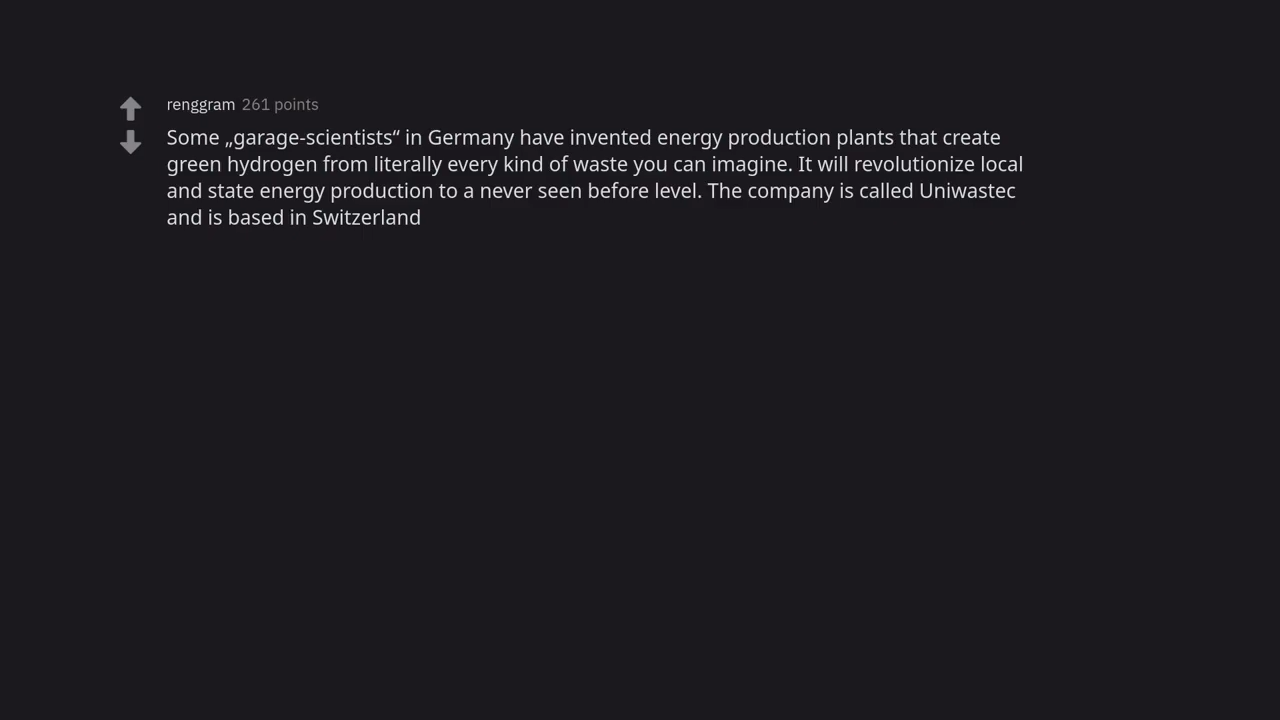 renggram 261 points
Some „garage-scientists“ in Germany have invented energy production plants that create
green hydrogen from literally every kind of waste you can imagine. It will revolutionize local
and state energy production to a never seen before level. The company is called Uniwastec
and is based in Switzerland